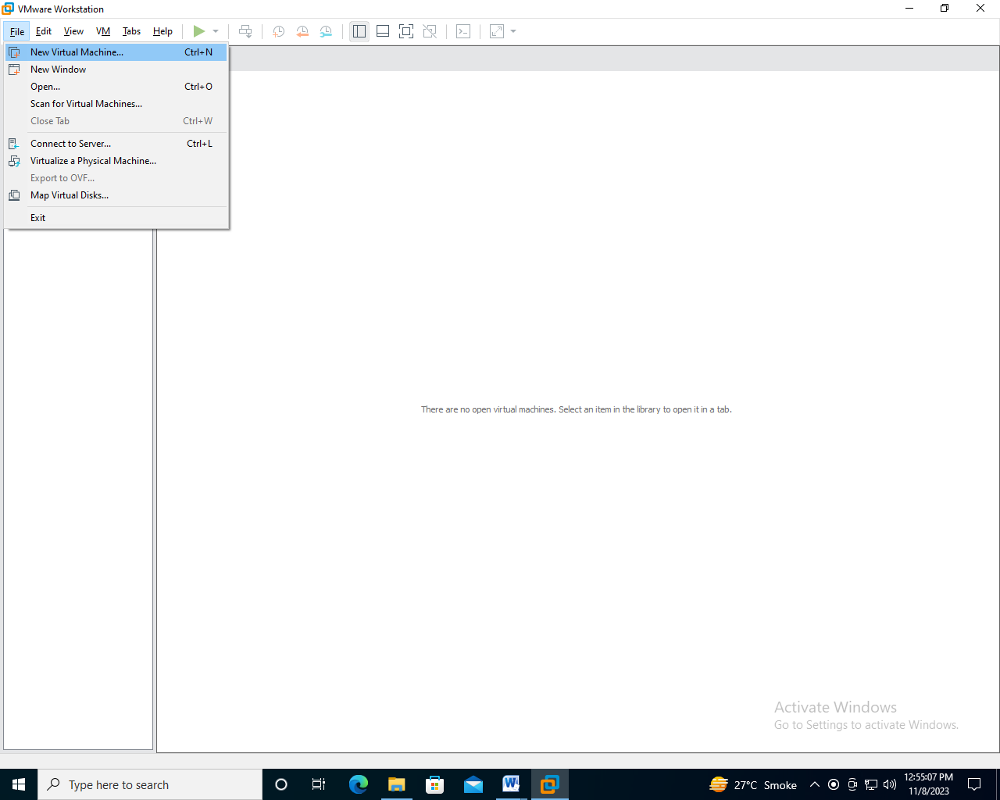 VMware Workstation
File Edit View VM Tabs Help
New Virtual Machine... Ctrl+N
New Window
Open... Ctrl+O
Scan for Virtual Machines...
Close Tab Ctrl+W
Connect to Server... Ctrl+L
Virtualize a Physical Machine...
Export to OVF...
Map Virtual Disks...
Exit
There are no open virtual machines. Select an item in the library to open it in a tab.
Activate Windows
Go to Settings to activate Windows.
Type here to search
27°C Smoke
12:55:07 PM
11/8/2023